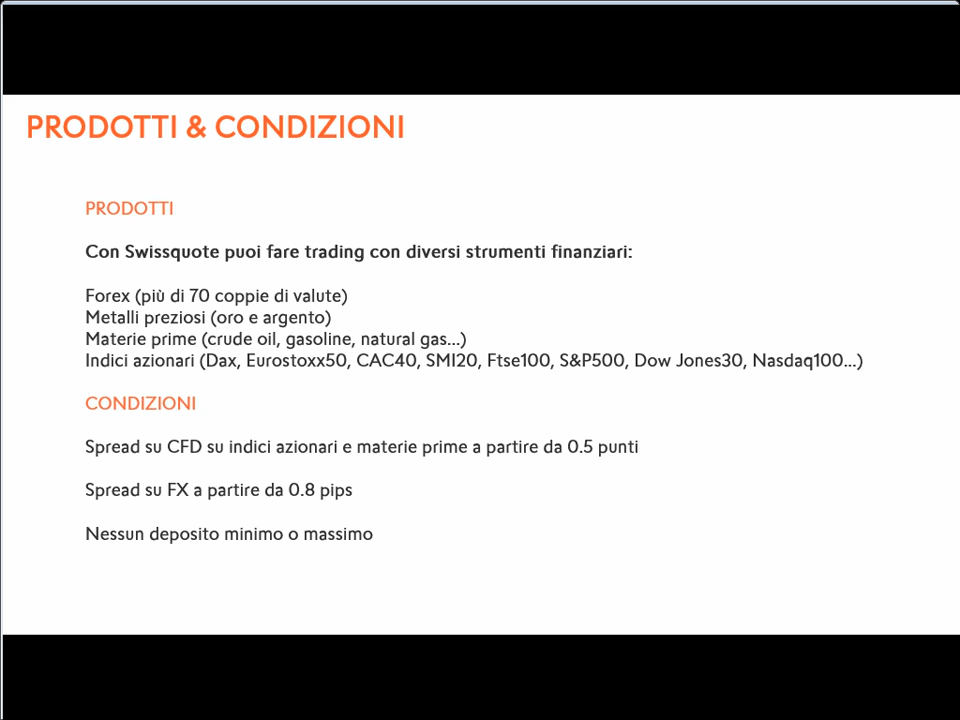 PRODOTTI & CONDIZIONI
PRODOTTI
Con Swissquote puoi fare trading con diversi strumenti finanziari:
Forex (più di 70 coppie di valute)
Metalli preziosi (oro e argento)
Materie prime (crude oil, gasoline, natural gas...)
Indici azionari (Dax, Eurostoxx50, CAC40, SMI20, Ftse100, S&P500, Dow Jones30, Nasdaq100...)
CONDIZIONI
Spread su CFD su indici azionari e materie prime a partire da 0.5 punti
Spread su FX a partire da 0.8 pips
Nessun deposito minimo o massimo